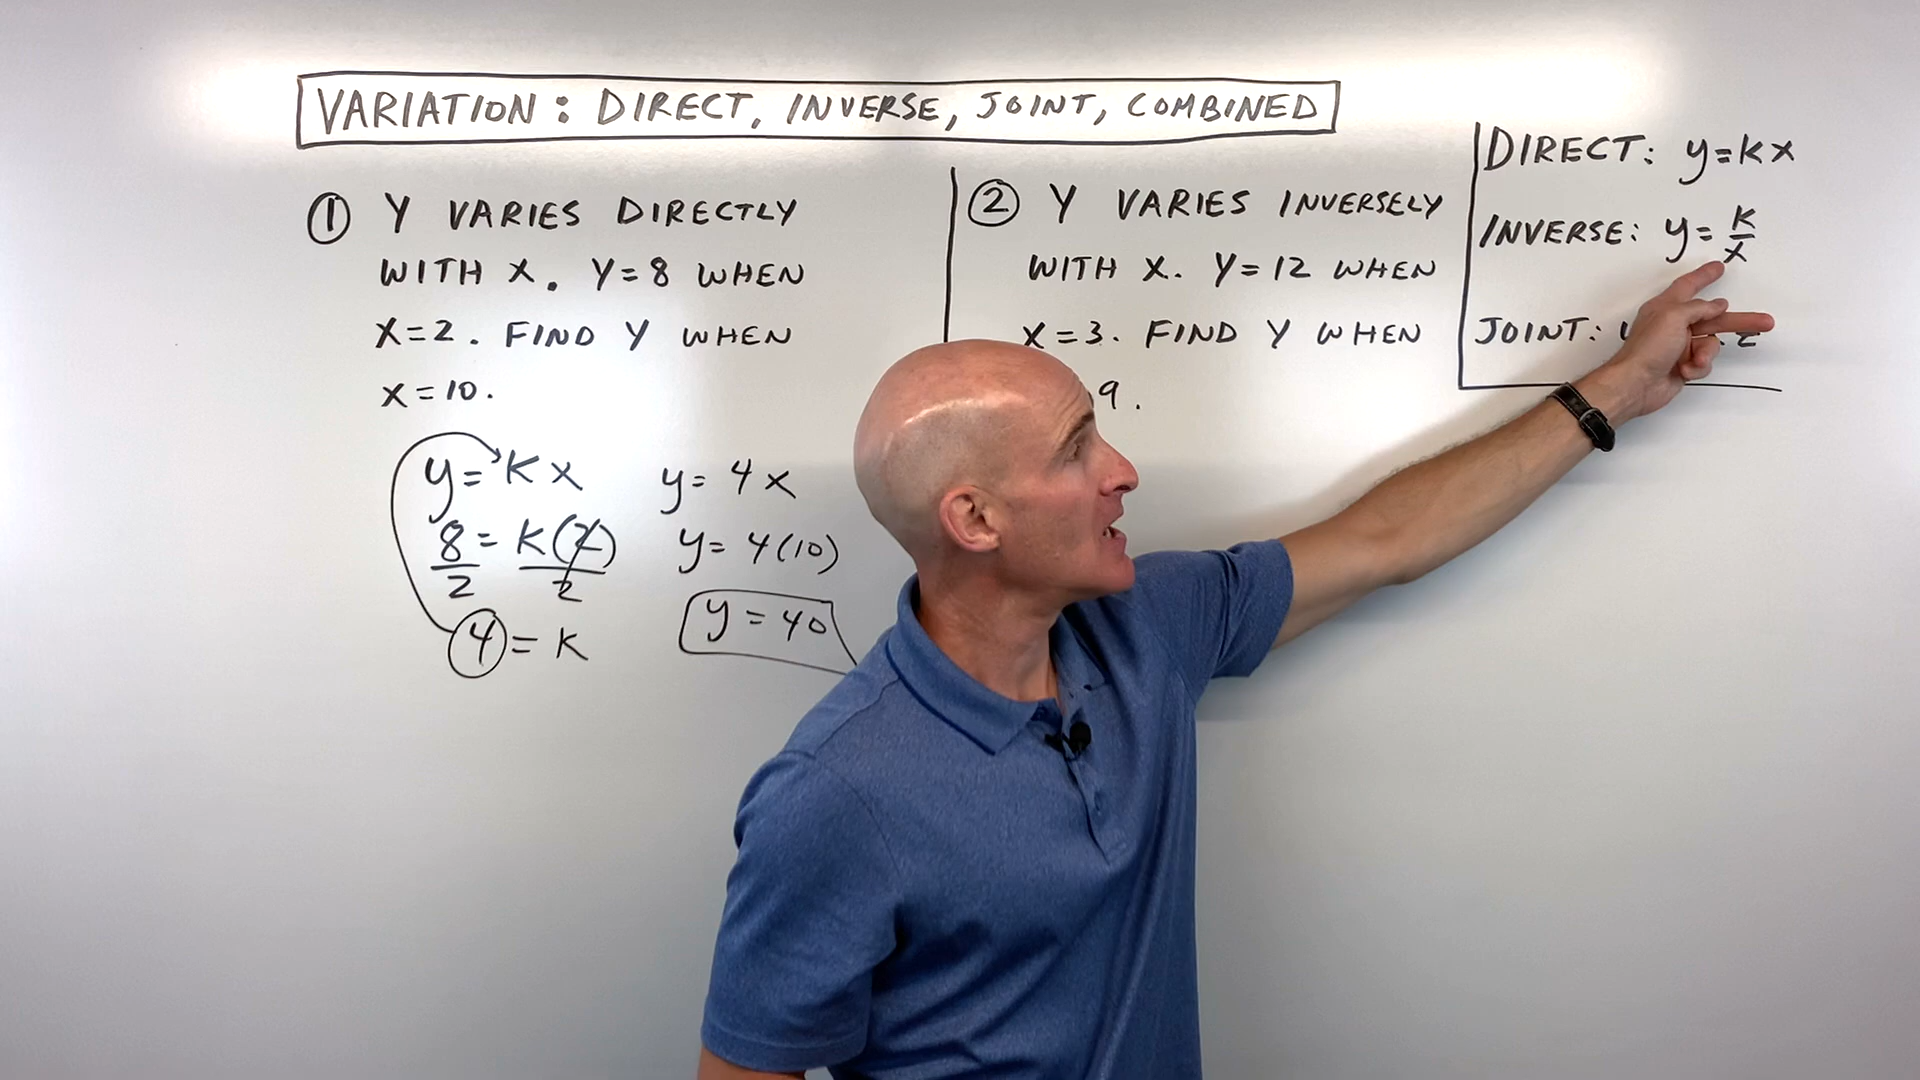 VARIATION: DIRECT, INVERSE, JOINT, COMBINED
① Y VARIES DIRECTLY
WITH X. Y=8 WHEN
X=2. FIND Y WHEN
X=10.
y=kx
8/2 = k(2)/2
4=k
y=4x
y=4(10)
y=40
② Y VARIES INVERSELY
WITH X. Y=12 WHEN
X=3. FIND Y WHEN
9.
DIRECT: y=kx
INVERSE: y=k/x
JOINT: